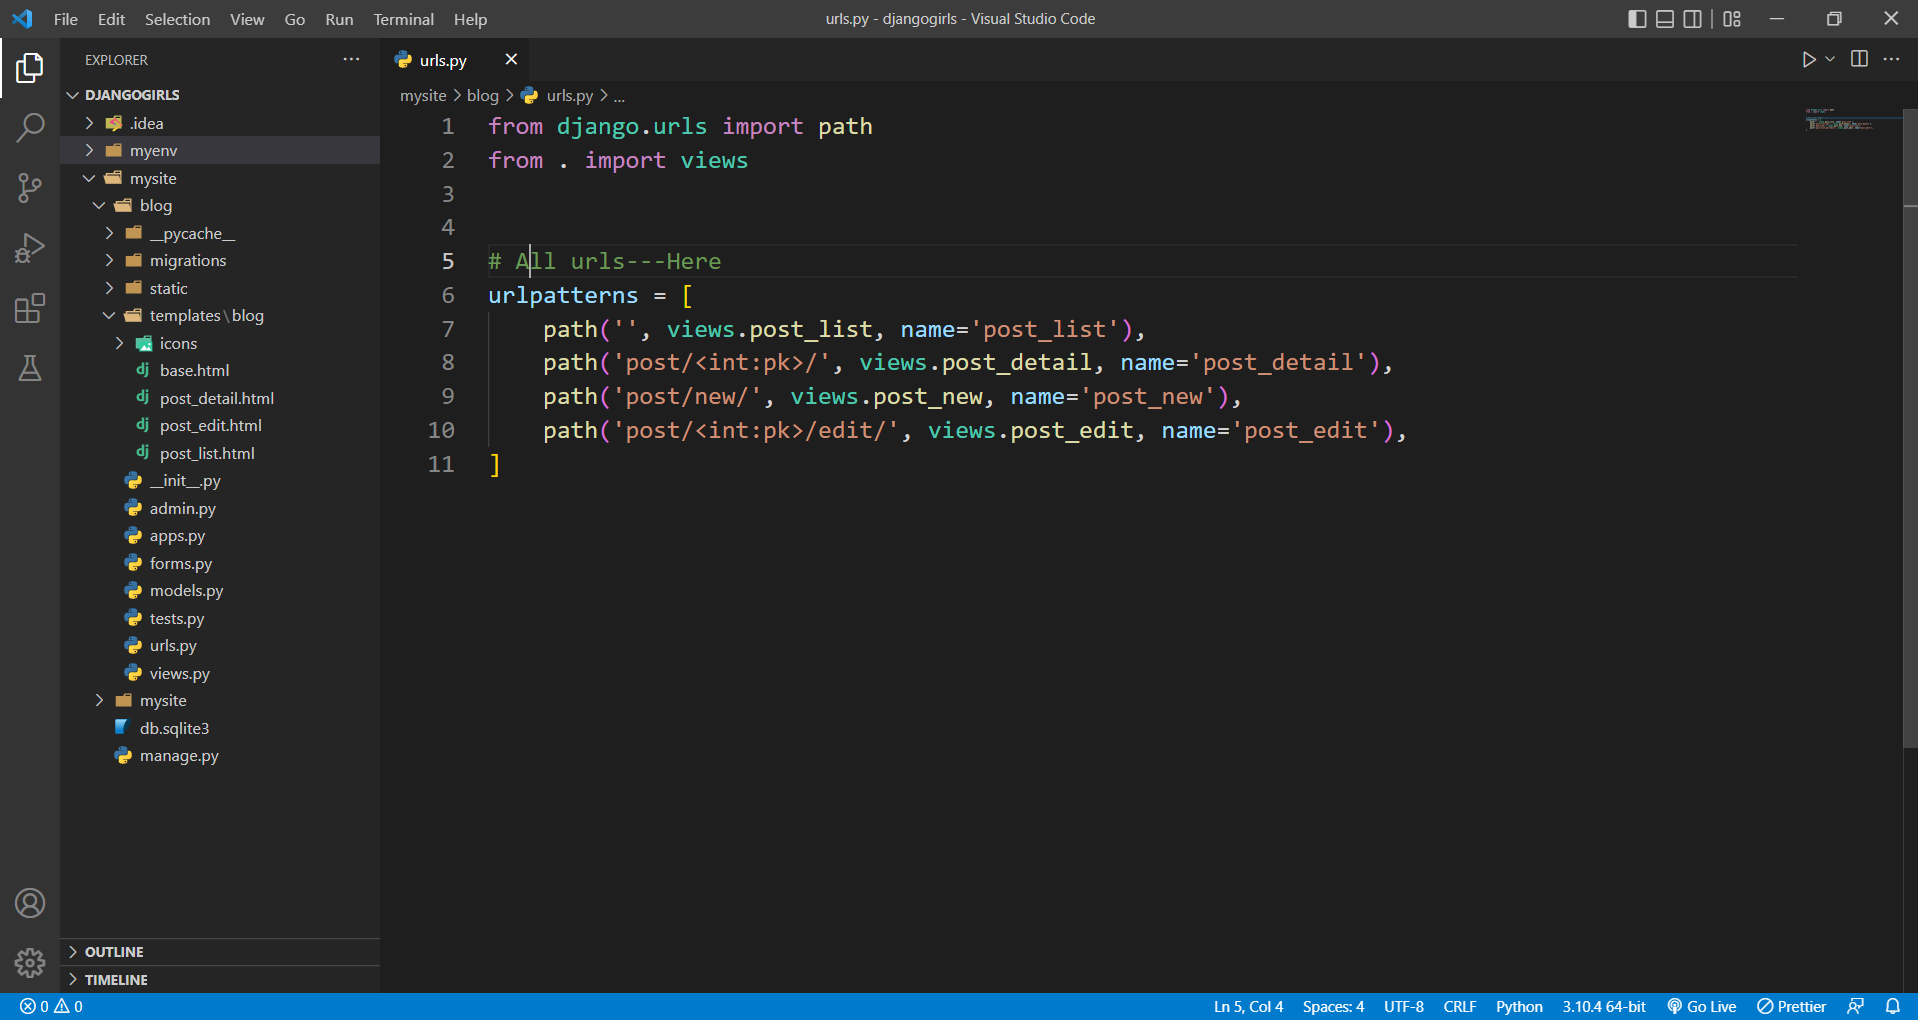 File Edit Selection View Go Run Terminal Help
urls.py - djangogirls - Visual Studio Code
EXPLORER
DJANGOGIRLS
.idea
myenv
mysite
blog
__pycache__
migrations
static
templates\blog
icons
base.html
post_detail.html
post_edit.html
post_list.html
__init__.py
admin.py
apps.py
forms.py
models.py
tests.py
urls.py
views.py
mysite
db.sqlite3
manage.py
OUTLINE
TIMELINE
urls.py
mysite > blog > urls.py > ...
1 from django.urls import path
2 from . import views
3
4
5 # All urls---Here
6 urlpatterns = [
7     path('', views.post_list, name='post_list'),
8     path('post/<int:pk>/', views.post_detail, name='post_detail'),
9     path('post/new/', views.post_new, name='post_new'),
10     path('post/<int:pk>/edit/', views.post_edit, name='post_edit'),
11 ]
0 0
Ln 5, Col 4 Spaces: 4 UTF-8 CRLF Python 3.10.4 64-bit Go Live Prettier